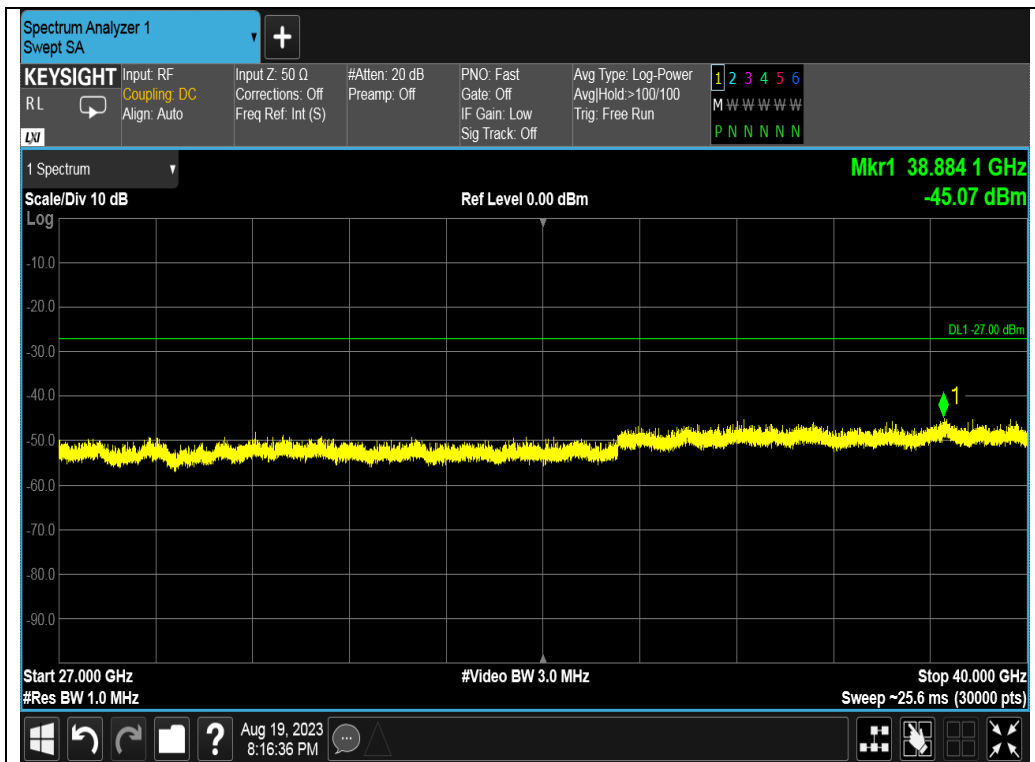 Spectrum Analyzer 1
Swept SA
+
KEYSIGHT
RL
LXI
Input: RF
Coupling: DC
Align: Auto
Input Z: 50 Ω
Corrections: Off
Freq Ref: Int (S)
#Atten: 20 dB
Preamp: Off
PNO: Fast
Gate: Off
IF Gain: Low
Sig Track: Off
Avg Type: Log-Power
Avg|Hold:>100/100
Trig: Free Run
1 2 3 4 5 6
M W W W W W
P N N N N N
1 Spectrum
Mkr1 38.884 1 GHz
-45.07 dBm
Scale/Div 10 dB
Ref Level 0.00 dBm
Log
-10.0
-20.0
DL1 -27.00 dBm
-30.0
-40.0
1
-50.0
-60.0
-70.0
-80.0
-90.0
Start 27.000 GHz
#Video BW 3.0 MHz
Stop 40.000 GHz
#Res BW 1.0 MHz
Sweep ~25.6 ms (30000 pts)
?
Aug 19, 2023
8:16:36 PM